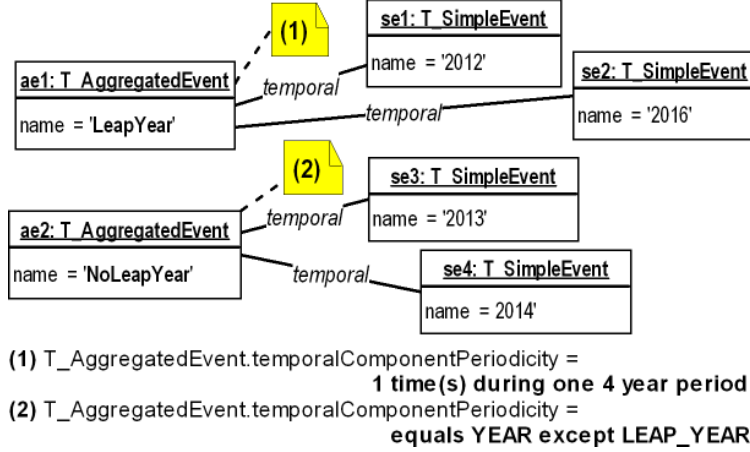 (1)
se1: T_SimpleEvent
name = '2012'
ae1: T_AggregatedEvent
name = 'LeapYear'
temporal
se2: T_SimpleEvent
name = '2016'
temporal
(2)
se3: T_SimpleEvent
name = '2013'
ae2: T_AggregatedEvent
name = 'NoLeapYear'
temporal
temporal
se4: T_SimpleEvent
name = 2014'
(1) T_AggregatedEvent.temporalComponentPeriodicity =
1 time(s) during one 4 year period
(2) T_AggregatedEvent.temporalComponentPeriodicity =
equals YEAR except LEAP_YEAR